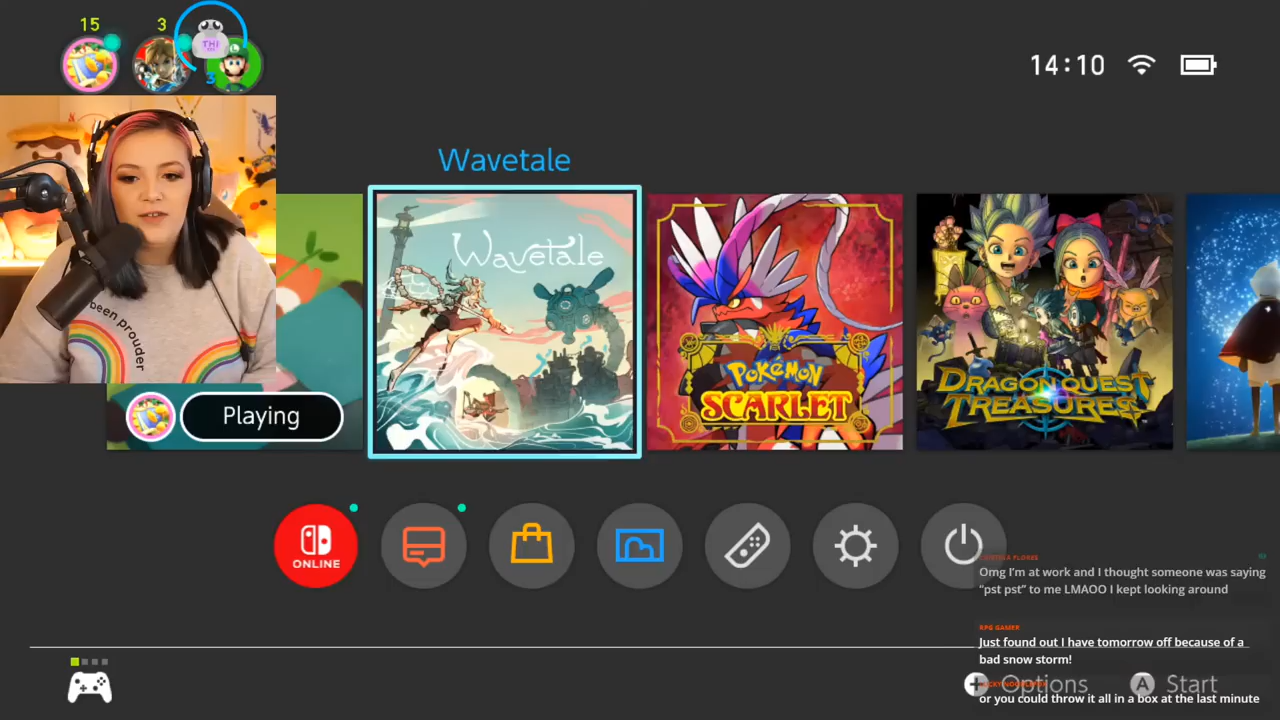 15
3
THI
3
14:10
Wavetale
Wavetale
been prouder
POKÉMON
SCARLET
DRAGON QUEST
TREASURES
Playing
ONLINE
FLORES
Omg I'm at work and I thought someone was saying
"pst pst" to me LMAOO I kept looking around
RPG GAMER
Just found out I have tomorrow off because of a
bad snow storm!
Options
A Start
or you could throw it all in a box at the last minute